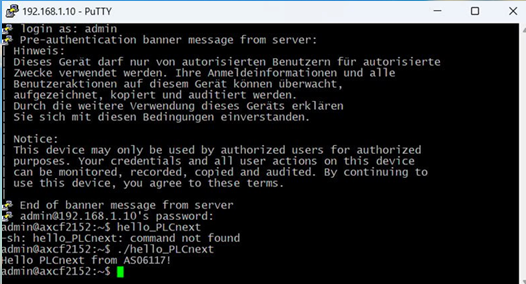 192.168.1.10 - PuTTY
login as: admin
Pre-authentication banner message from server:
| Hinweis:
| Dieses Gerät darf nur von autorisierten Benutzern für autorisierte
| Zwecke verwendet werden. Ihre Anmeldeinformationen und alle
| Benutzeraktionen auf diesem Gerät können überwacht,
| aufgezeichnet, kopiert und auditiert werden.
| Durch die weitere Verwendung dieses Geräts erklären
| Sie sich mit diesen Bedingungen einverstanden.
|
| Notice:
| This device may only be used by authorized users for authorized
| purposes. Your credentials and all user actions on this device
| can be monitored, recorded, copied and audited. By continuing to
| use this device, you agree to these terms.
|
End of banner message from server
admin@192.168.1.10's password:
admin@axcf2152:~$ hello_PLCnext
-sh: hello_PLCnext: command not found
admin@axcf2152:~$ ./hello_PLCnext
Hello PLCnext from AS06117!
admin@axcf2152:~$